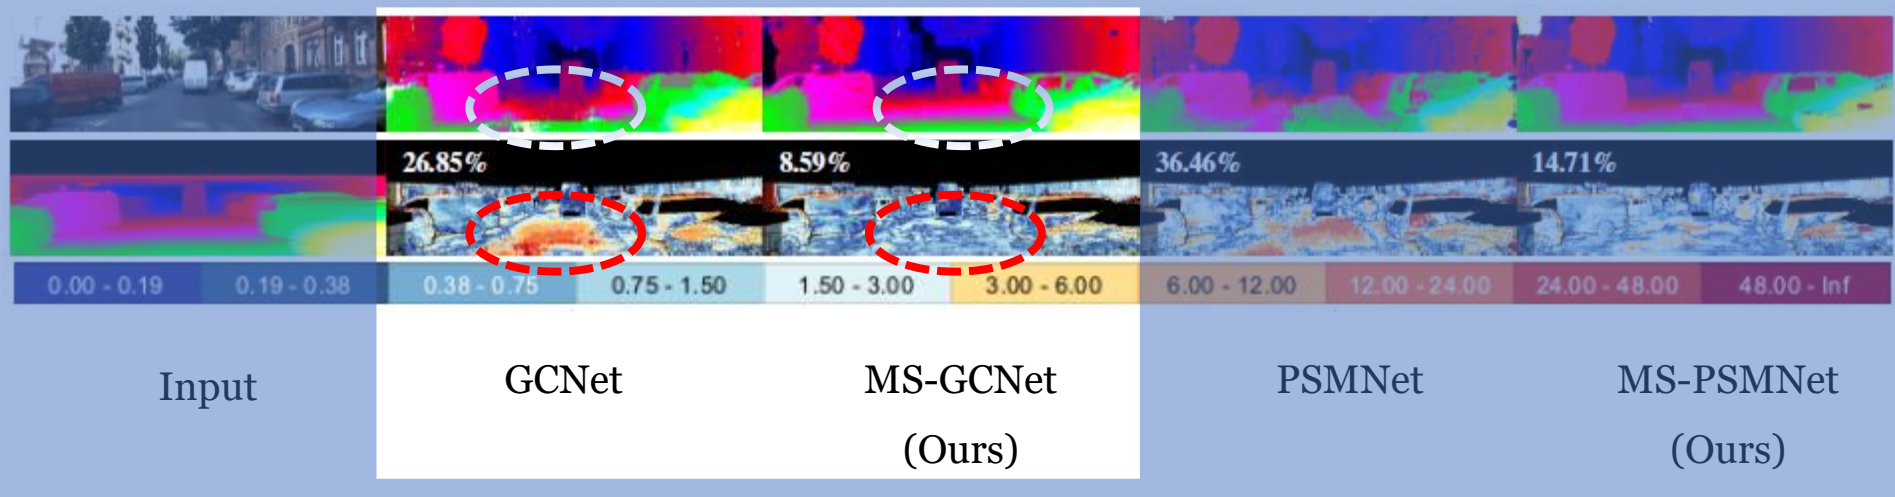 26.85%
8.59%
36.46%
14.71%
0.00 - 0.19
0.19 - 0.38
0.38 - 0.75
0.75 - 1.50
1.50 - 3.00
3.00 - 6.00
6.00 - 12.00
12.00 - 24.00
24.00 - 48.00
48.00 - Inf
Input
GCNet
MS-GCNet
(Ours)
PSMNet
MS-PSMNet
(Ours)